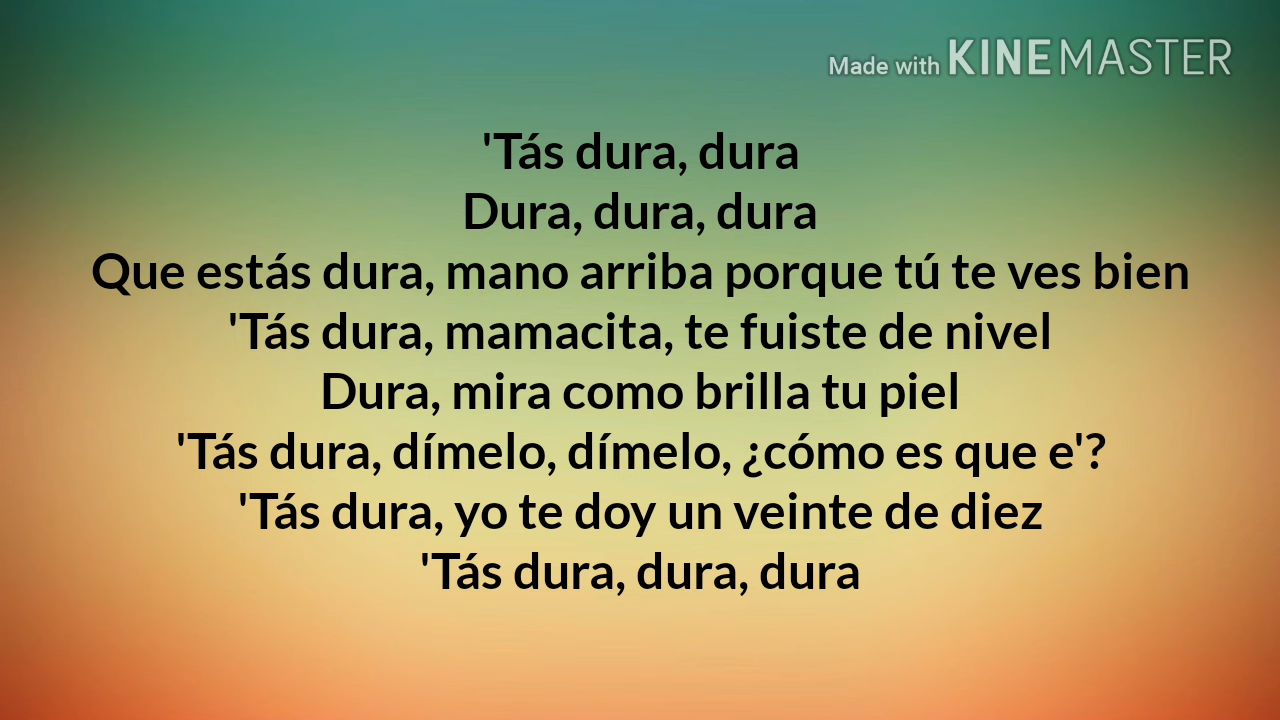 Made with KINEMASTER
'Tás dura, dura
Dura, dura, dura
Que estás dura, mano arriba porque tú te ves bien
'Tás dura, mamacita, te fuiste de nivel
Dura, mira como brilla tu piel
'Tás dura, dímelo, dímelo, ¿cómo es que e'?
'Tás dura, yo te doy un veinte de diez
'Tás dura, dura, dura